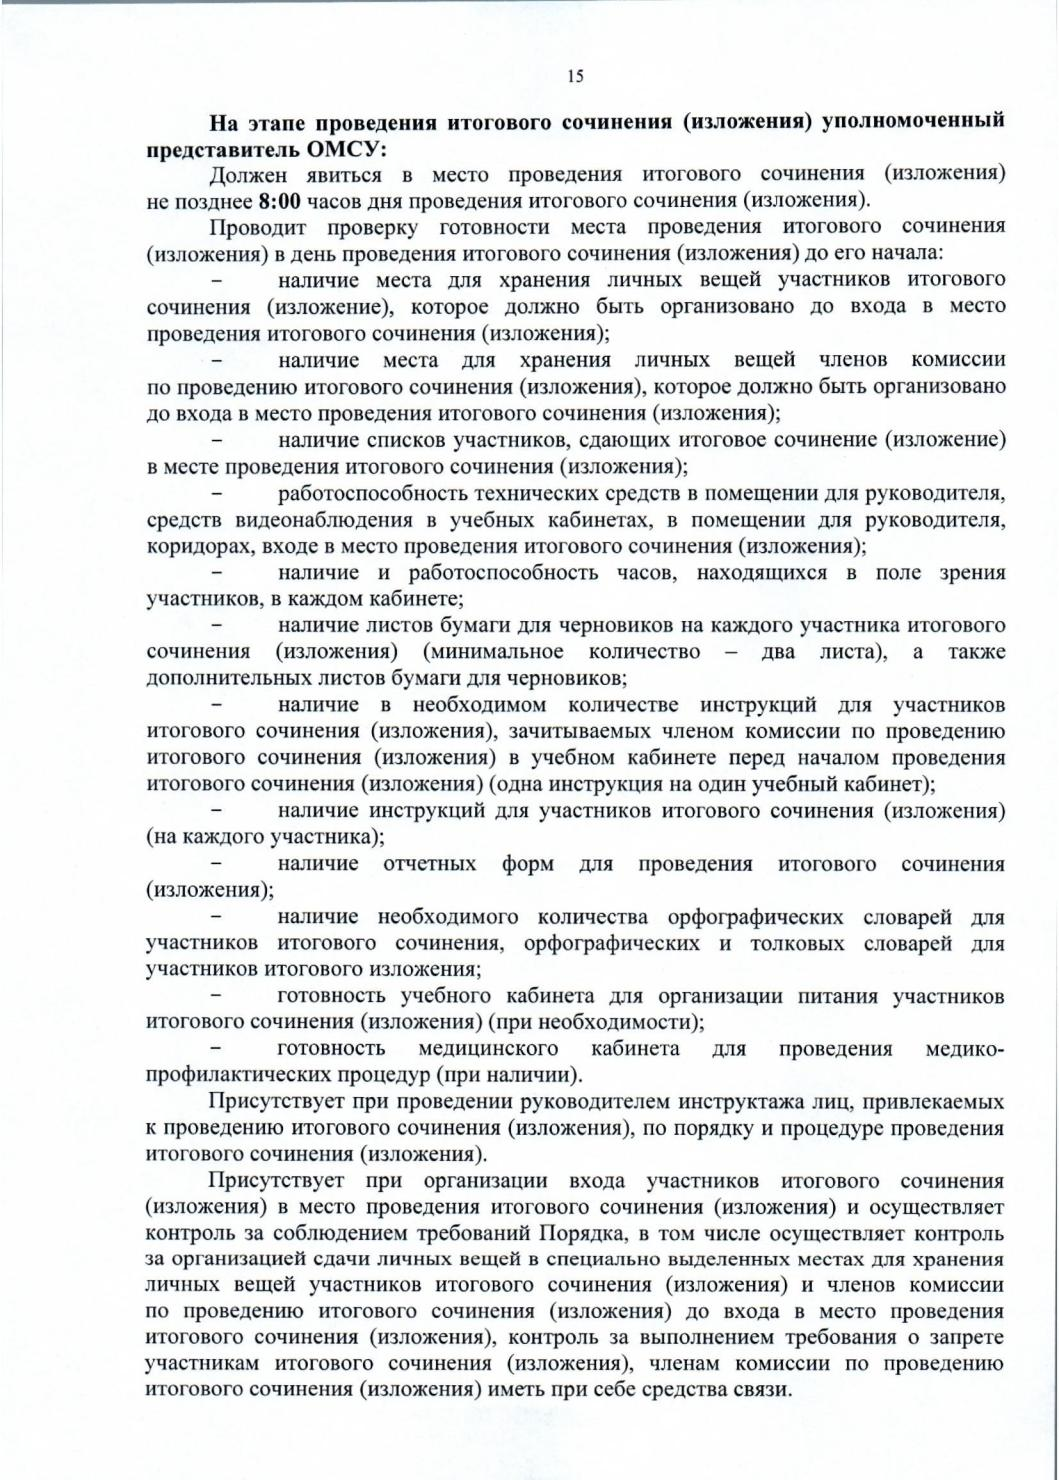 15
На этапе проведения итогового сочинения (изложения) уполномоченный
представитель ОМСУ:
Должен явиться в место проведения итогового сочинения (изложения)
не позднее 8:00 часов дня проведения итогового сочинения (изложения).
Проводит проверку готовности места проведения итогового сочинения
(изложения) в день проведения итогового сочинения (изложения) до его начала:
– наличие места для хранения личных вещей участников итогового
сочинения (изложение), которое должно быть организовано до входа в место
проведения итогового сочинения (изложения);
– наличие места для хранения личных вещей членов комиссии
по проведению итогового сочинения (изложения), которое должно быть организовано
до входа в место проведения итогового сочинения (изложения);
– наличие списков участников, сдающих итоговое сочинение (изложение)
в месте проведения итогового сочинения (изложения);
– работоспособность технических средств в помещении для руководителя,
средств видеонаблюдения в учебных кабинетах, в помещении для руководителя,
коридорах, входе в место проведения итогового сочинения (изложения);
– наличие и работоспособность часов, находящихся в поле зрения
участников, в каждом кабинете;
– наличие листов бумаги для черновиков на каждого участника итогового
сочинения (изложения) (минимальное количество – два листа), а также
дополнительных листов бумаги для черновиков;
– наличие в необходимом количестве инструкций для участников
итогового сочинения (изложения), зачитываемых членом комиссии по проведению
итогового сочинения (изложения) в учебном кабинете перед началом проведения
итогового сочинения (изложения) (одна инструкция на один учебный кабинет);
– наличие инструкций для участников итогового сочинения (изложения)
(на каждого участника);
– наличие отчетных форм для проведения итогового сочинения
(изложения);
– наличие необходимого количества орфографических словарей для
участников итогового сочинения, орфографических и толковых словарей для
участников итогового изложения;
– готовность учебного кабинета для организации питания участников
итогового сочинения (изложения) (при необходимости);
– готовность медицинского кабинета для проведения медико-
профилактических процедур (при наличии).
Присутствует при проведении руководителем инструктажа лиц, привлекаемых
к проведению итогового сочинения (изложения), по порядку и процедуре проведения
итогового сочинения (изложения).
Присутствует при организации входа участников итогового сочинения
(изложения) в место проведения итогового сочинения (изложения) и осуществляет
контроль за соблюдением требований Порядка, в том числе осуществляет контроль
за организацией сдачи личных вещей в специально выделенных местах для хранения
личных вещей участников итогового сочинения (изложения) и членов комиссии
по проведению итогового сочинения (изложения) до входа в место проведения
итогового сочинения (изложения), контроль за выполнением требования о запрете
участникам итогового сочинения (изложения), членам комиссии по проведению
итогового сочинения (изложения) иметь при себе средства связи.